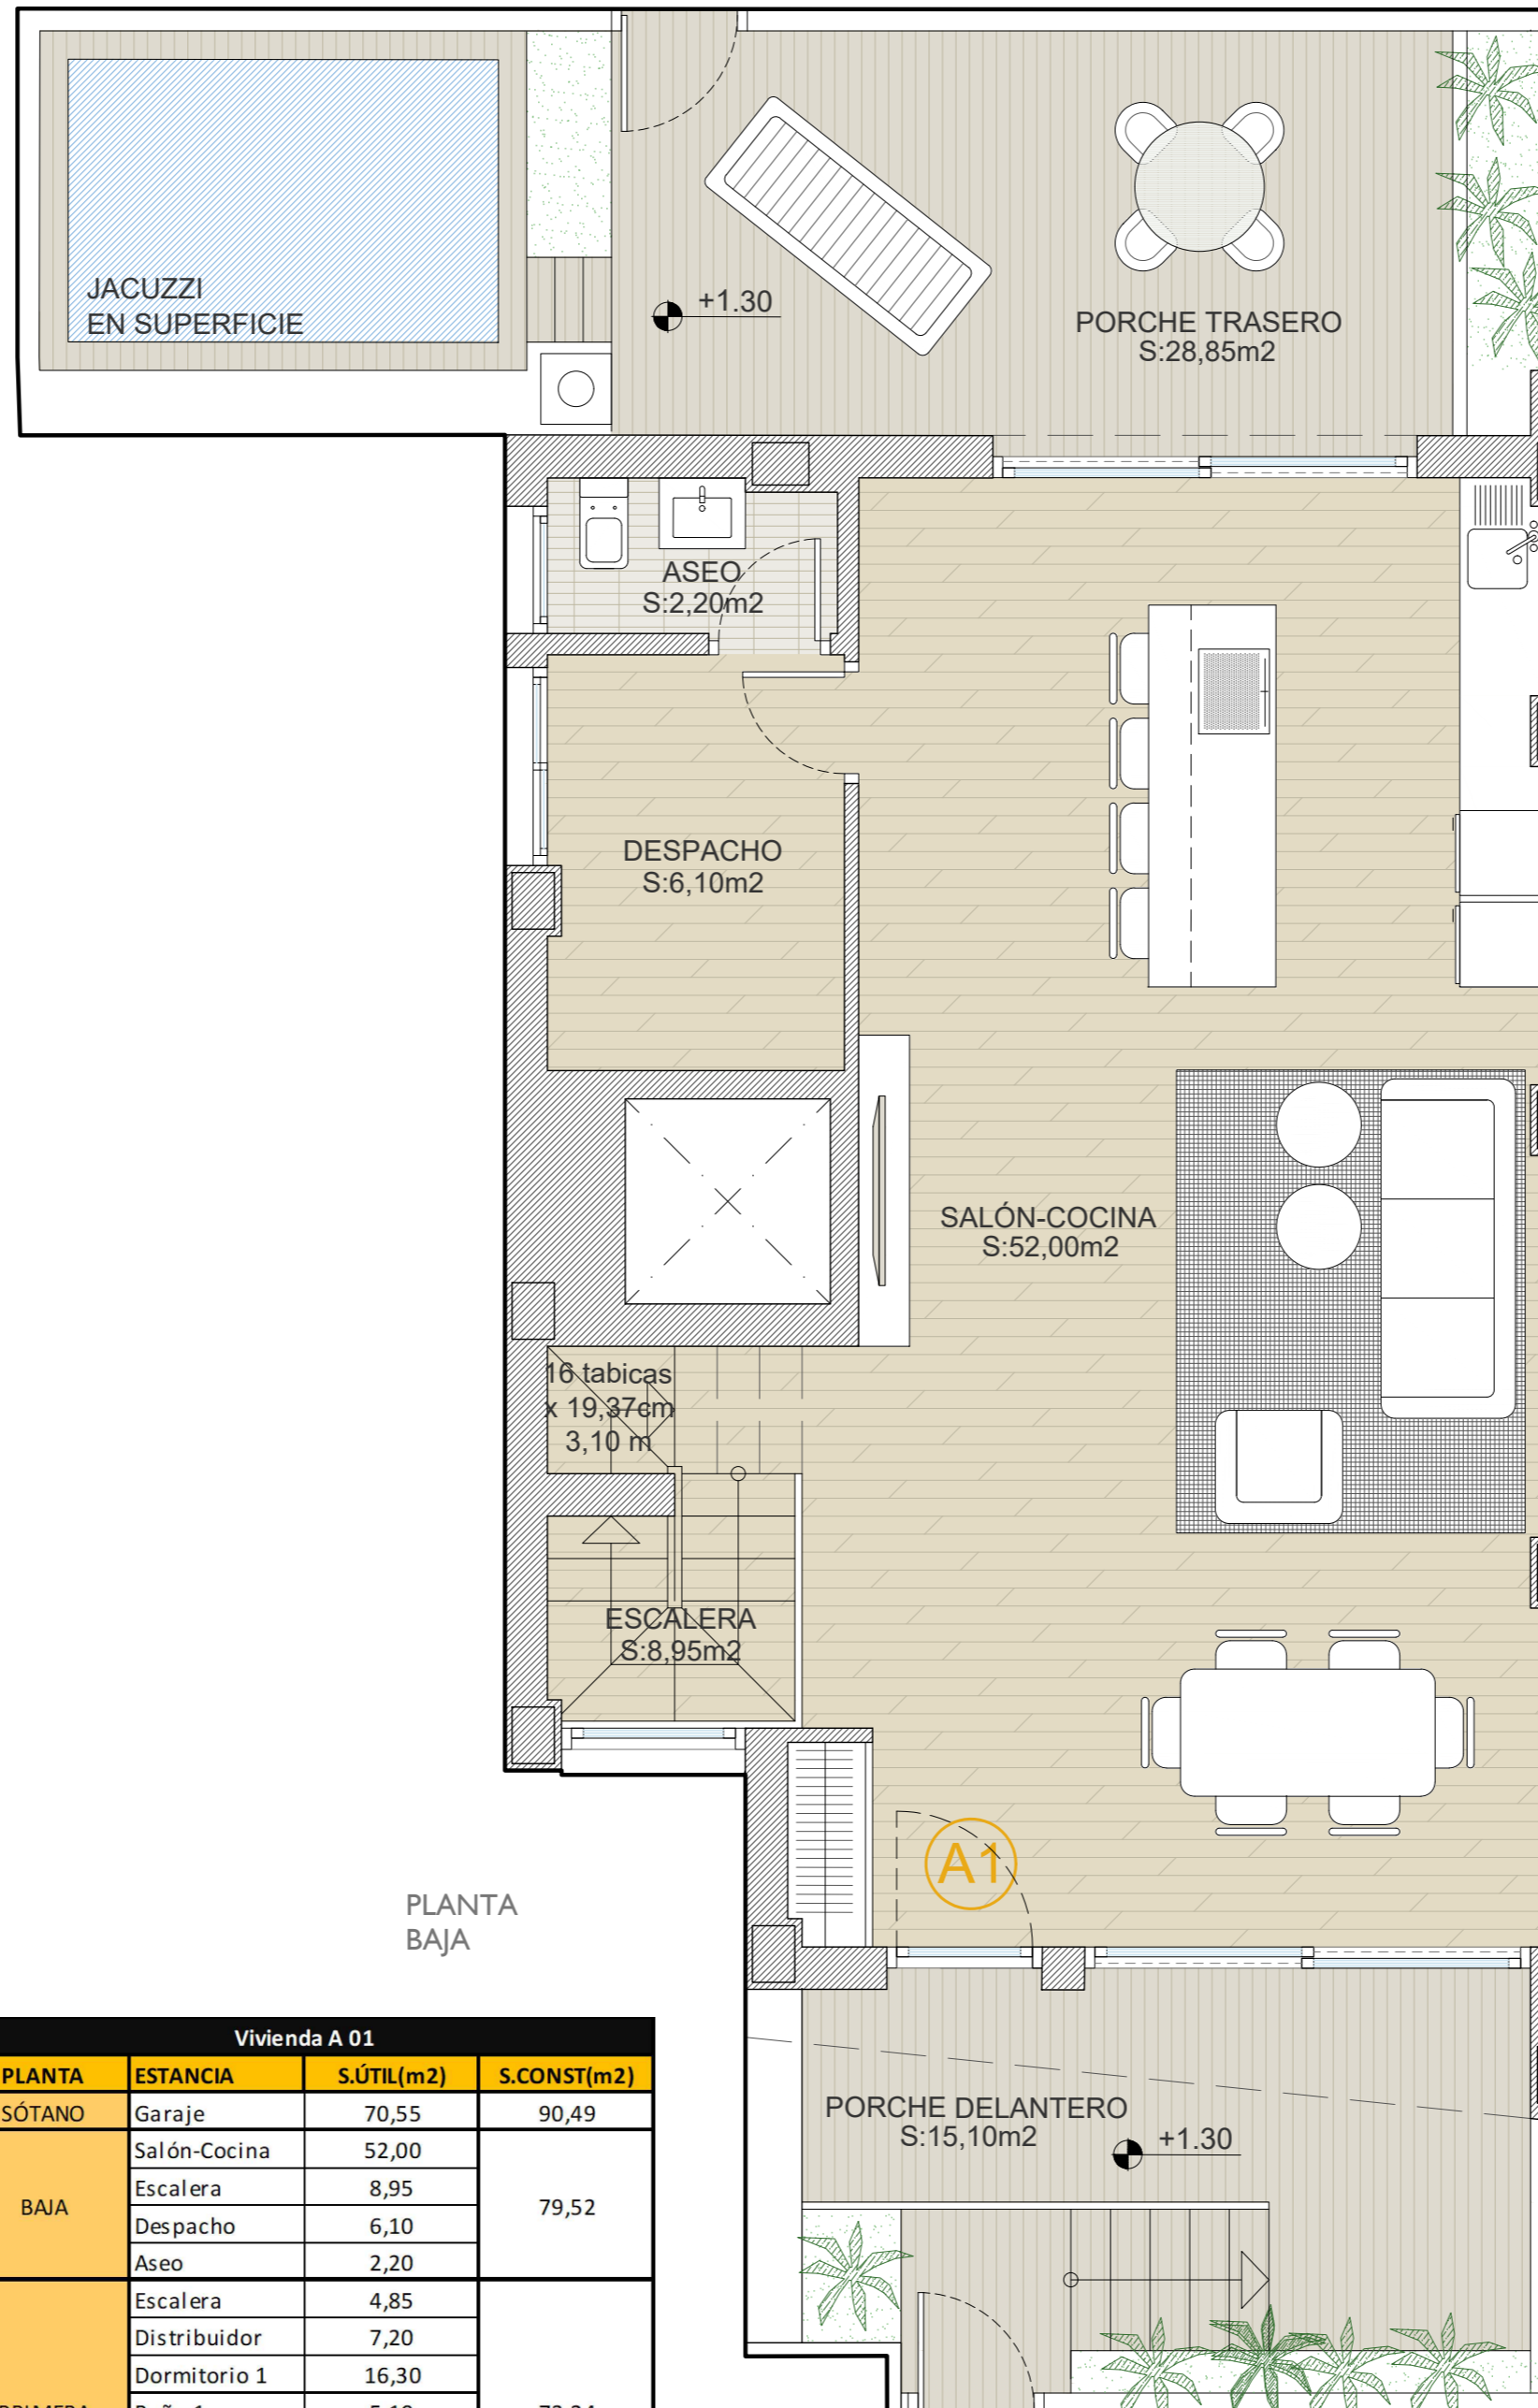 JACUZZI
EN SUPERFICIE
+1.30
PORCHE TRASERO
S:28,85m2
ASEO
S:2,20m2
DESPACHO
S:6,10m2
SALÓN-COCINA
S:52,00m2
16 tabicas
x 19,37cm
3,10 m
ESCALERA
S:8,95m2
A1
PLANTA
BAJA
PORCHE DELANTERO
S:15,10m2
+1.30
Vivienda A 01
PLANTA ESTANCIA S.ÚTIL(m2) S.CONST(m2)
SÓTANO Garaje 70,55 90,49
BAJA Salón-Cocina 52,00 79,52
Escalera 8,95
Despacho 6,10
Aseo 2,20
Escalera 4,85
Distribuidor 7,20
Dormitorio 1 16,30